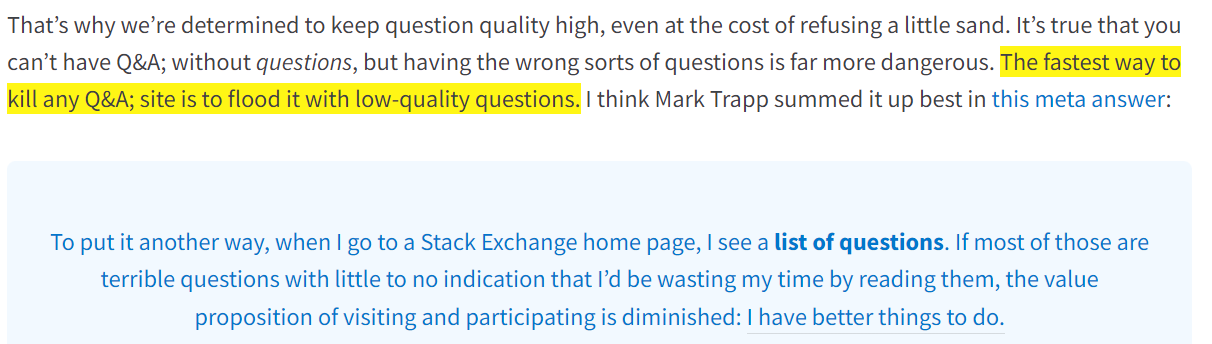 That’s why we’re determined to keep question quality high, even at the cost of refusing a little sand. It’s true that you
can’t have Q&A; without questions, but having the wrong sorts of questions is far more dangerous. The fastest way to
kill any Q&A; site is to flood it with low-quality questions. I think Mark Trapp summed it up best in this meta answer:
To put it another way, when I go to a Stack Exchange home page, I see a list of questions. If most of those are
terrible questions with little to no indication that I’d be wasting my time by reading them, the value
proposition of visiting and participating is diminished: I have better things to do.